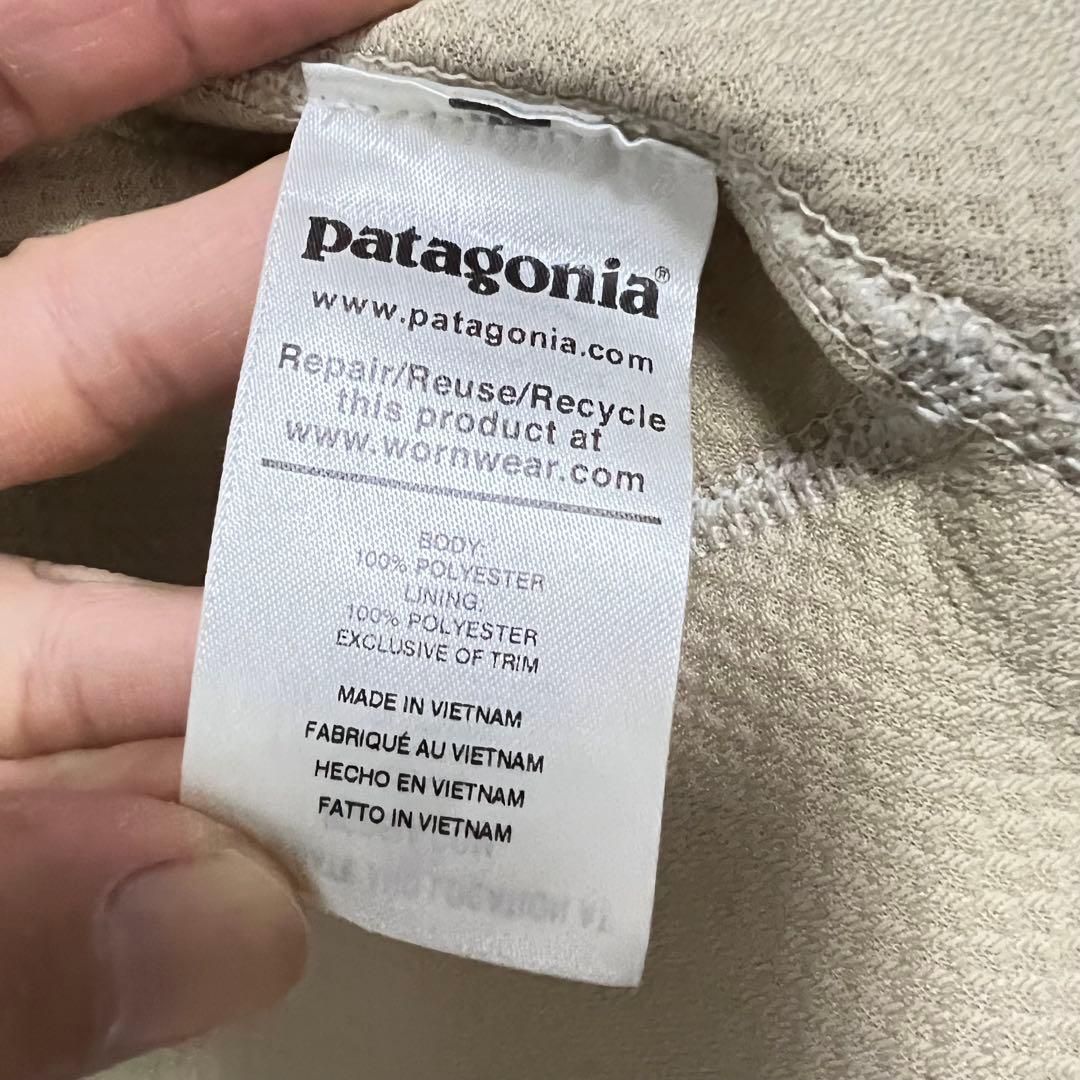 patagonia®
www.patagonia.com
Repair/Reuse/Recycle
this product at
www.wornwear.com
BODY:
100% POLYESTER
LINING:
100% POLYESTER
EXCLUSIVE OF TRIM
MADE IN VIETNAM
FABRIQUÉ AU VIETNAM
HECHO EN VIETNAM
FATTO IN VIETNAM